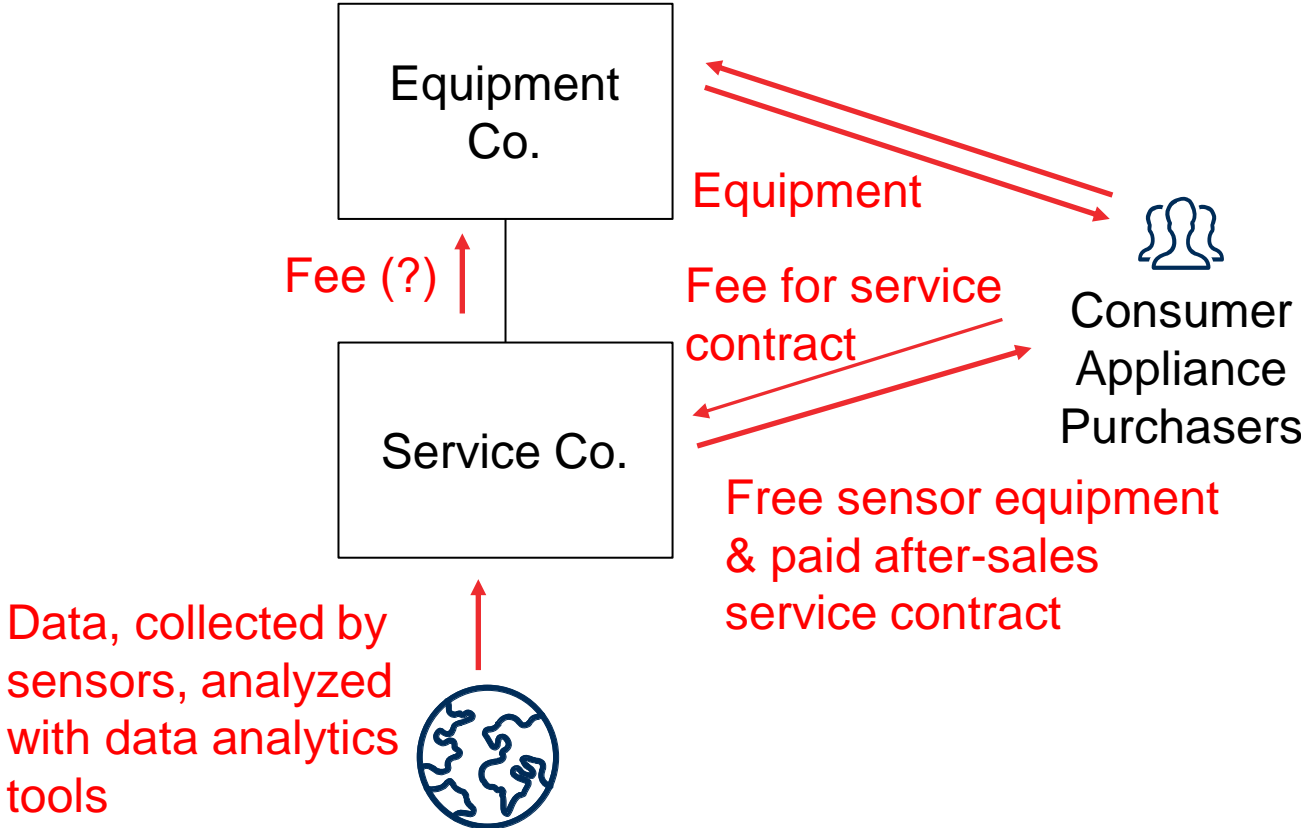 Equipment
Co.
Equipment
Fee (?)
Fee for service
contract
Consumer
Appliance
Purchasers
Service Co.
Free sensor equipment
& paid after-sales
service contract
Data, collected by
sensors, analyzed
with data analytics
tools